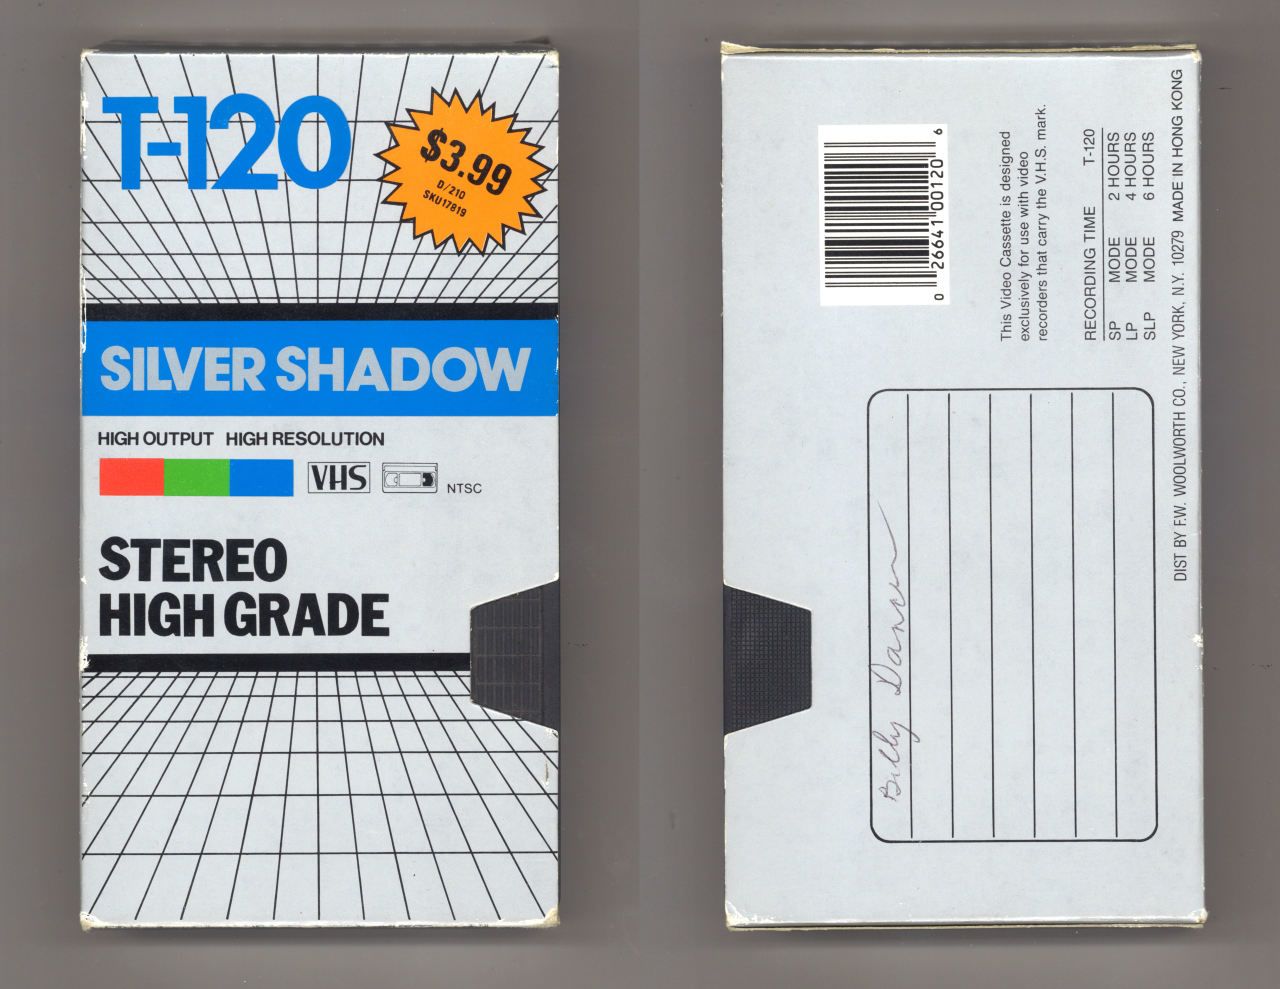 T-120
$3.99
D/210
SKU17819
SILVER SHADOW
HIGH OUTPUT HIGH RESOLUTION
VHS NTSC
STEREO
HIGH GRADE
0 26641 00120 6
This Video Cassette is designed
exclusively for use with video
recorders that carry the V.H.S. mark.
RECORDING TIME T-120
SP MODE 2 HOURS
LP MODE 4 HOURS
SLP MODE 6 HOURS
DIST BY F.W. WOOLWORTH CO., NEW YORK, N.Y. 10279 MADE IN HONG KONG
Billy